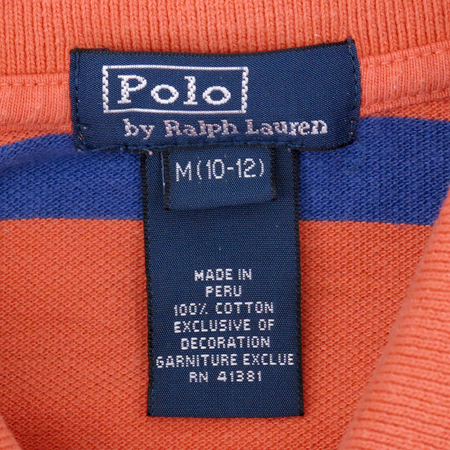 Polo
by Ralph Lauren
M(10-12)
MADE IN
PERU
100% COTTON
EXCLUSIVE OF
DECORATION
GARNITURE EXCLUE
RN 41381